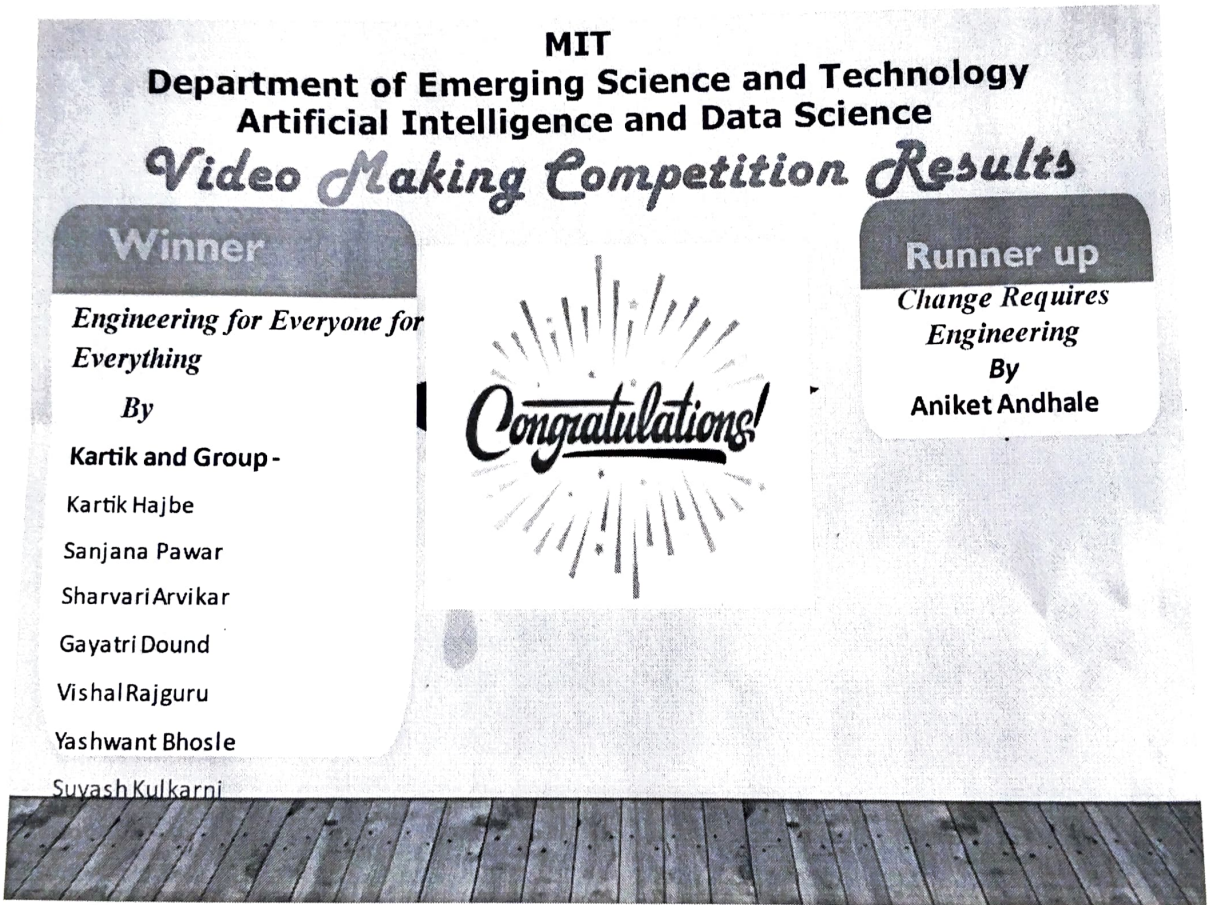 MIT
Department of Emerging Science and Technology
Artificial Intelligence and Data Science
Video Making Competition Results
Winner
Engineering for Everyone for
Everything
By
Kartik and Group -
Kartik Hajbe
Sanjana Pawar
Sharvari Arvikar
Gayatri Dound
Vishal Rajguru
Yashwant Bhosle
Suyash Kulkarni
Congratulations!
Runner up
Change Requires
Engineering
By
Aniket Andhale